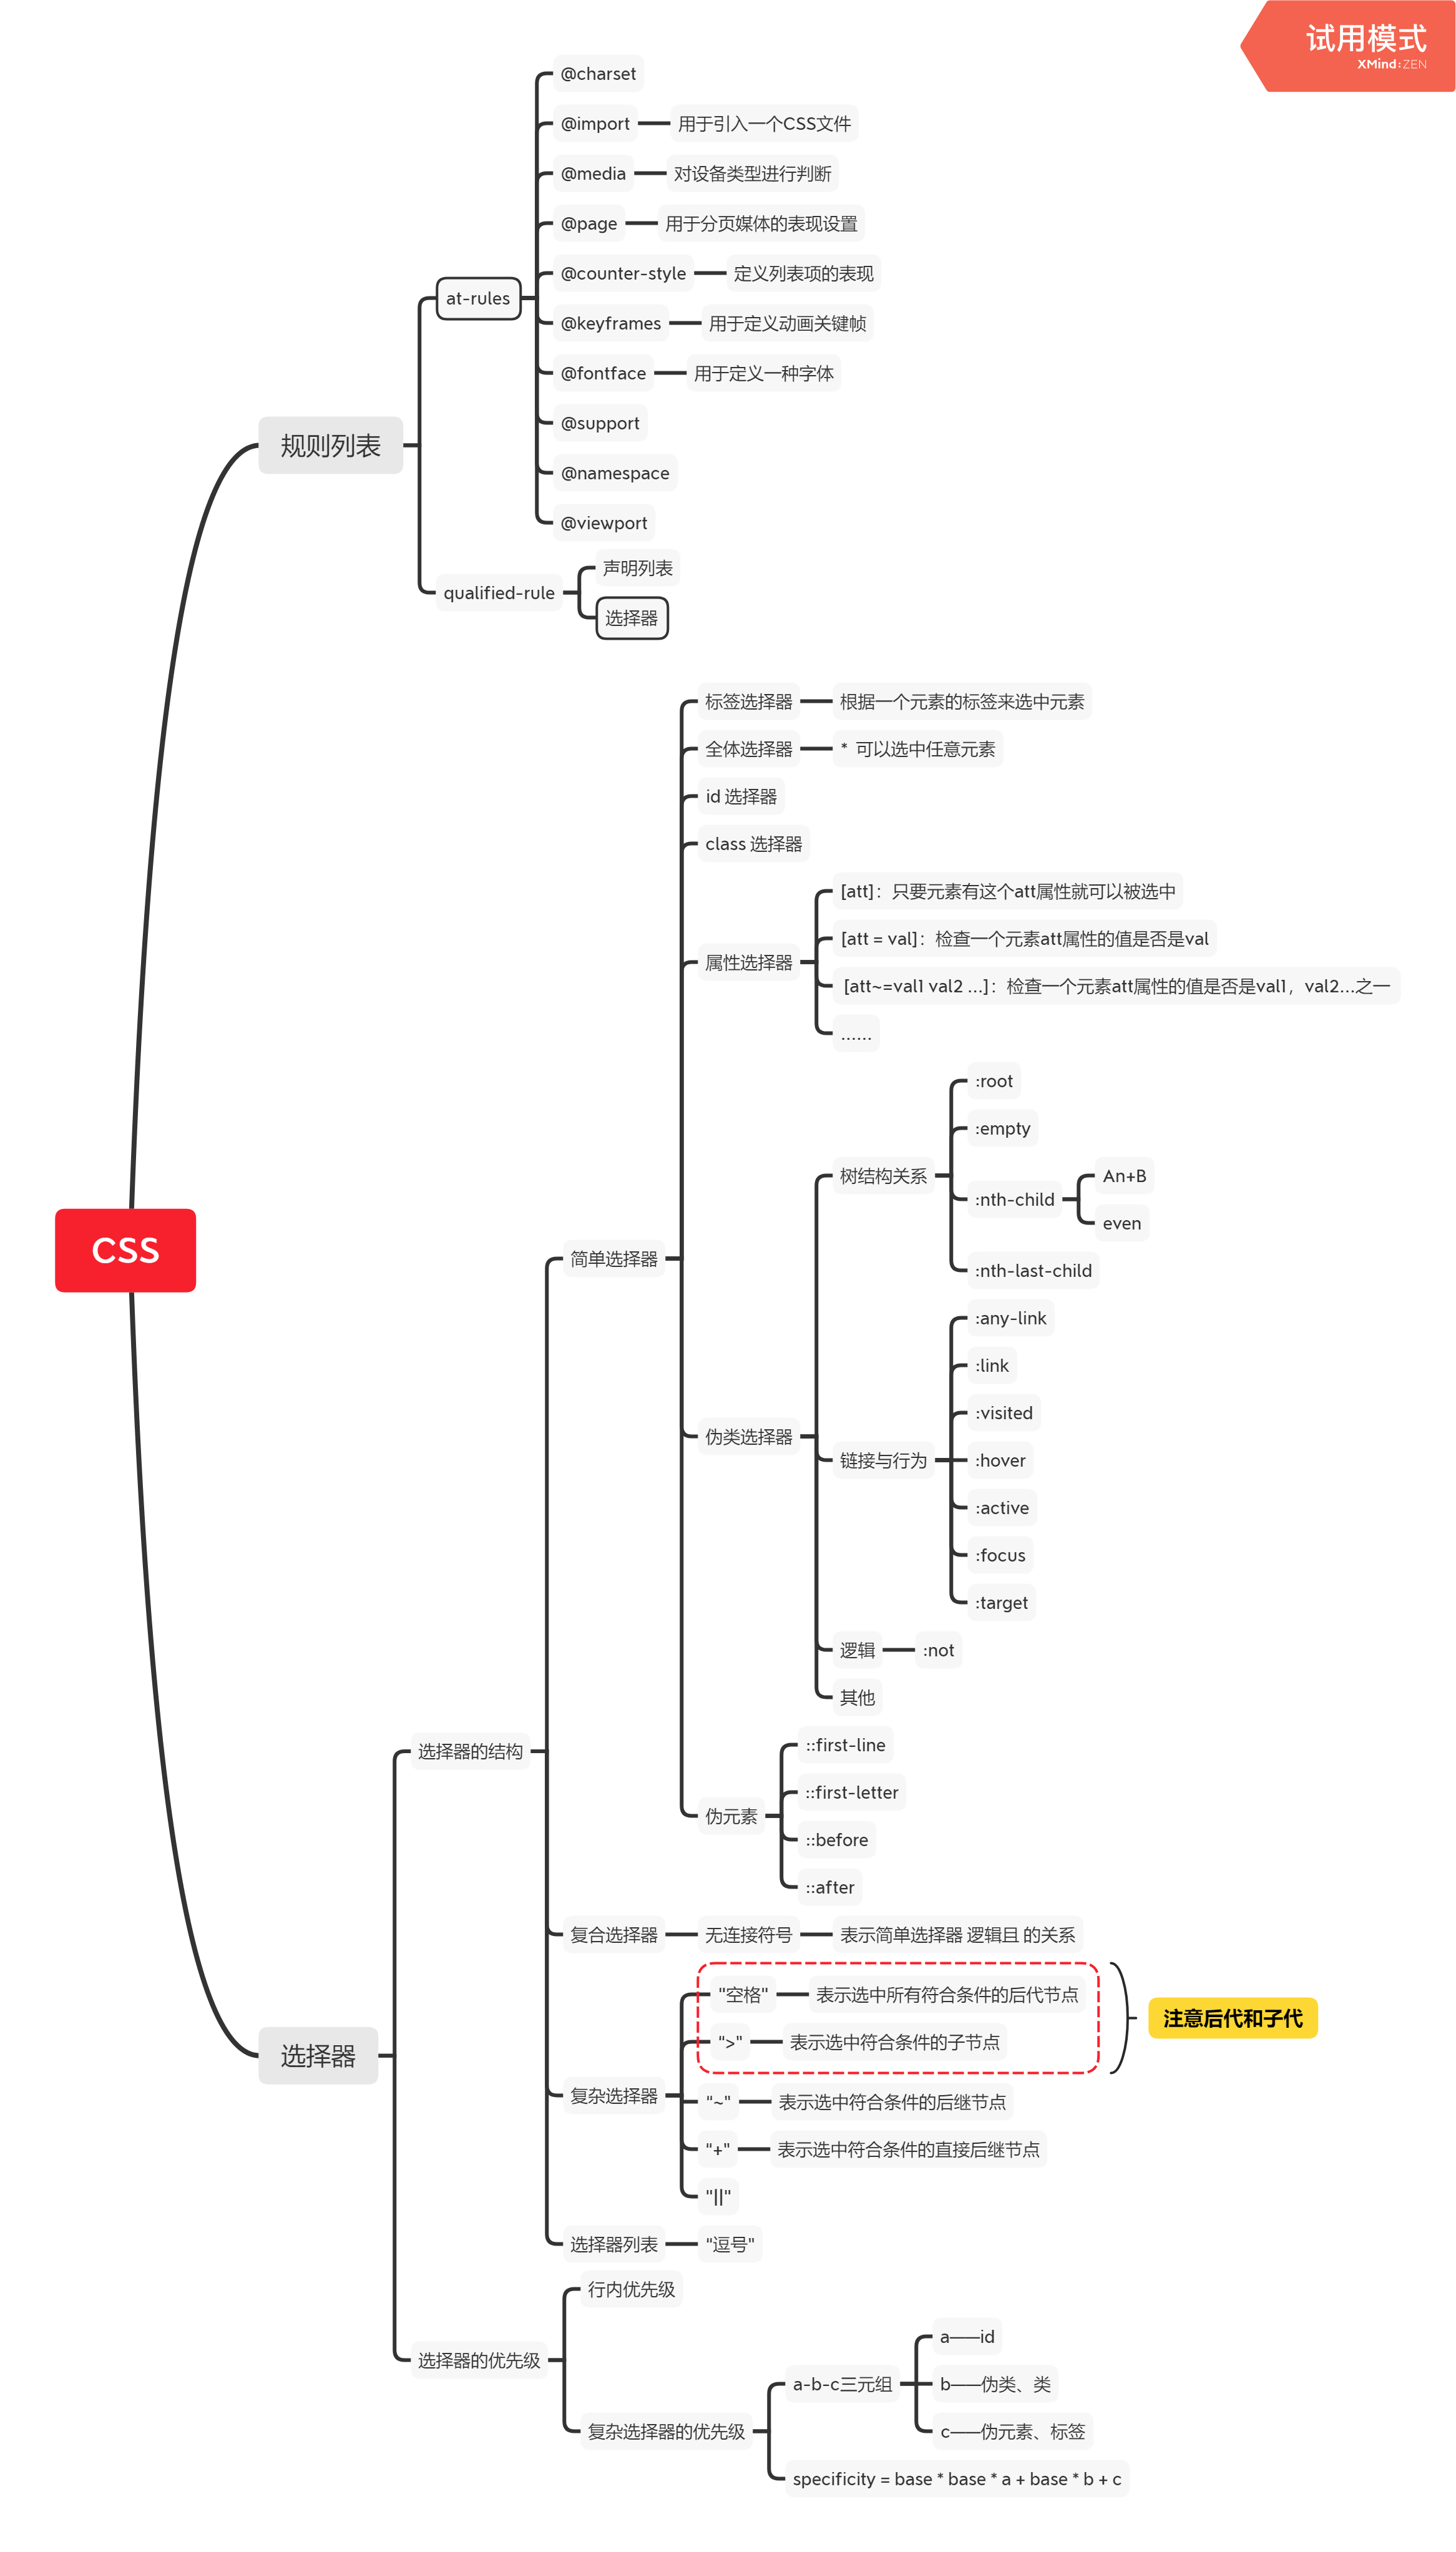 试用模式
XMind:ZEN
CSS
规则列表
at-rules
@charset
@import
用于引入一个CSS文件
@media
对设备类型进行判断
@page
用于分页媒体的表现设置
@counter-style
定义列表项的表现
@keyframes
用于定义动画关键帧
@fontface
用于定义一种字体
@support
@namespace
@viewport
qualified-rule
声明列表
选择器
选择器
选择器的结构
简单选择器
标签选择器
根据一个元素的标签来选中元素
全体选择器
* 可以选中任意元素
id 选择器
class 选择器
属性选择器
[att]：只要元素有这个att属性就可以被选中
[att = val]：检查一个元素att属性的值是否是val
[att~=val1 val2 ...]：检查一个元素att属性的值是否是val1，val2...之一
......
伪类选择器
树结构关系
:root
:empty
:nth-child
An+B
even
:nth-last-child
链接与行为
:any-link
:link
:visited
:hover
:active
:focus
:target
逻辑
:not
其他
伪元素
::first-line
::first-letter
::before
::after
复合选择器
无连接符号
表示简单选择器 逻辑且 的关系
复杂选择器
"空格"
表示选中所有符合条件的后代节点
“>”
表示选中符合条件的子节点
注意后代和子代
“~”
表示选中符合条件的后继节点
“+”
表示选中符合条件的直接后继节点
"||"
选择器列表
“逗号”
选择器的优先级
行内优先级
复杂选择器的优先级
a-b-c三元组
a——id
b——伪类、类
c——伪元素、标签
specificity = base * base * a + base * b + c